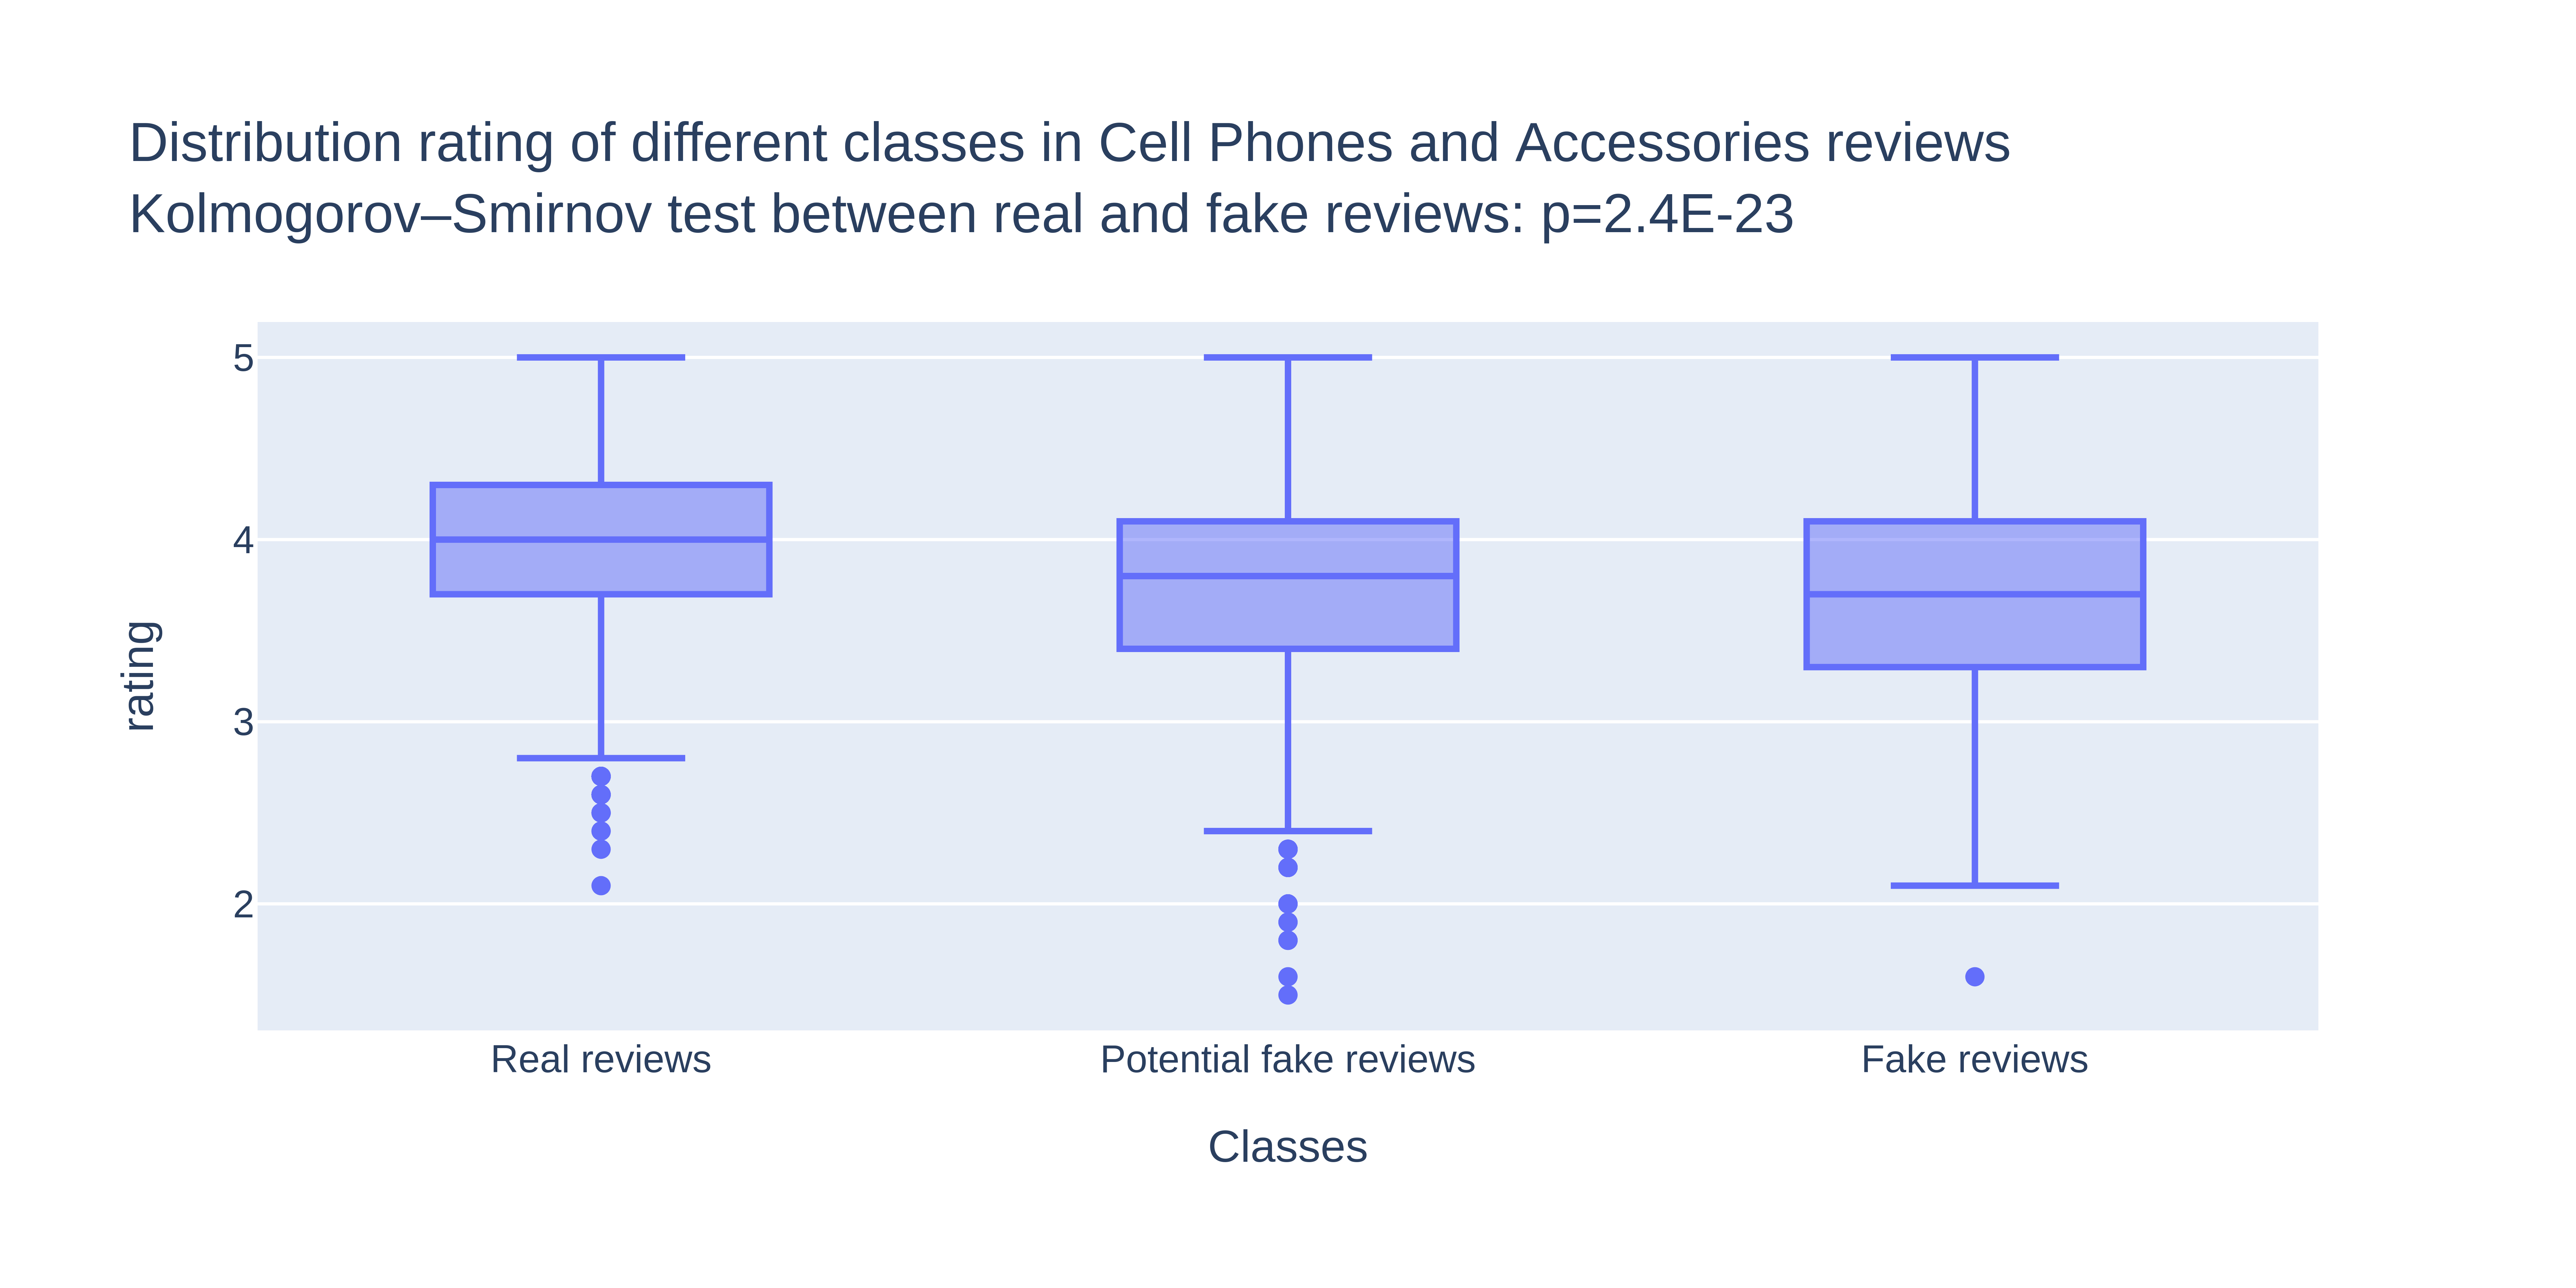 Distribution rating of different classes in Cell Phones and Accessories reviews
Kolmogorov–Smirnov test between real and fake reviews: p=2.4E-23
5
4
3
2
rating
Real reviews
Potential fake reviews
Fake reviews
Classes